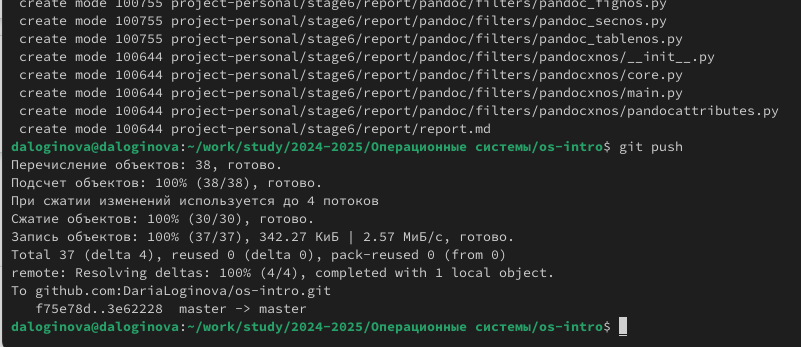 create mode 100755 project-personal/stage6/report/pandoc/filters/pandoc_fignos.py
create mode 100755 project-personal/stage6/report/pandoc/filters/pandoc_secnos.py
create mode 100755 project-personal/stage6/report/pandoc/filters/pandoc_tablenos.py
create mode 100644 project-personal/stage6/report/pandoc/filters/pandocxnos/__init__.py
create mode 100644 project-personal/stage6/report/pandoc/filters/pandocxnos/core.py
create mode 100644 project-personal/stage6/report/pandoc/filters/pandocxnos/main.py
create mode 100644 project-personal/stage6/report/pandoc/filters/pandocxnos/pandocattributes.py
create mode 100644 project-personal/stage6/report/report.md
daloginova@daloginova:~/work/study/2024-2025/Операционные системы/os-intro$ git push
Перечисление объектов: 38, готово.
Подсчет объектов: 100% (38/38), готово.
При сжатии изменений используется до 4 потоков
Сжатие объектов: 100% (30/30), готово.
Запись объектов: 100% (37/37), 342.27 КиБ | 2.57 МиБ/с, готово.
Total 37 (delta 4), reused 0 (delta 0), pack-reused 0 (from 0)
remote: Resolving deltas: 100% (4/4), completed with 1 local object.
To github.com:DariaLoginova/os-intro.git
f75e78d..3e62228  master -> master
daloginova@daloginova:~/work/study/2024-2025/Операционные системы/os-intro$